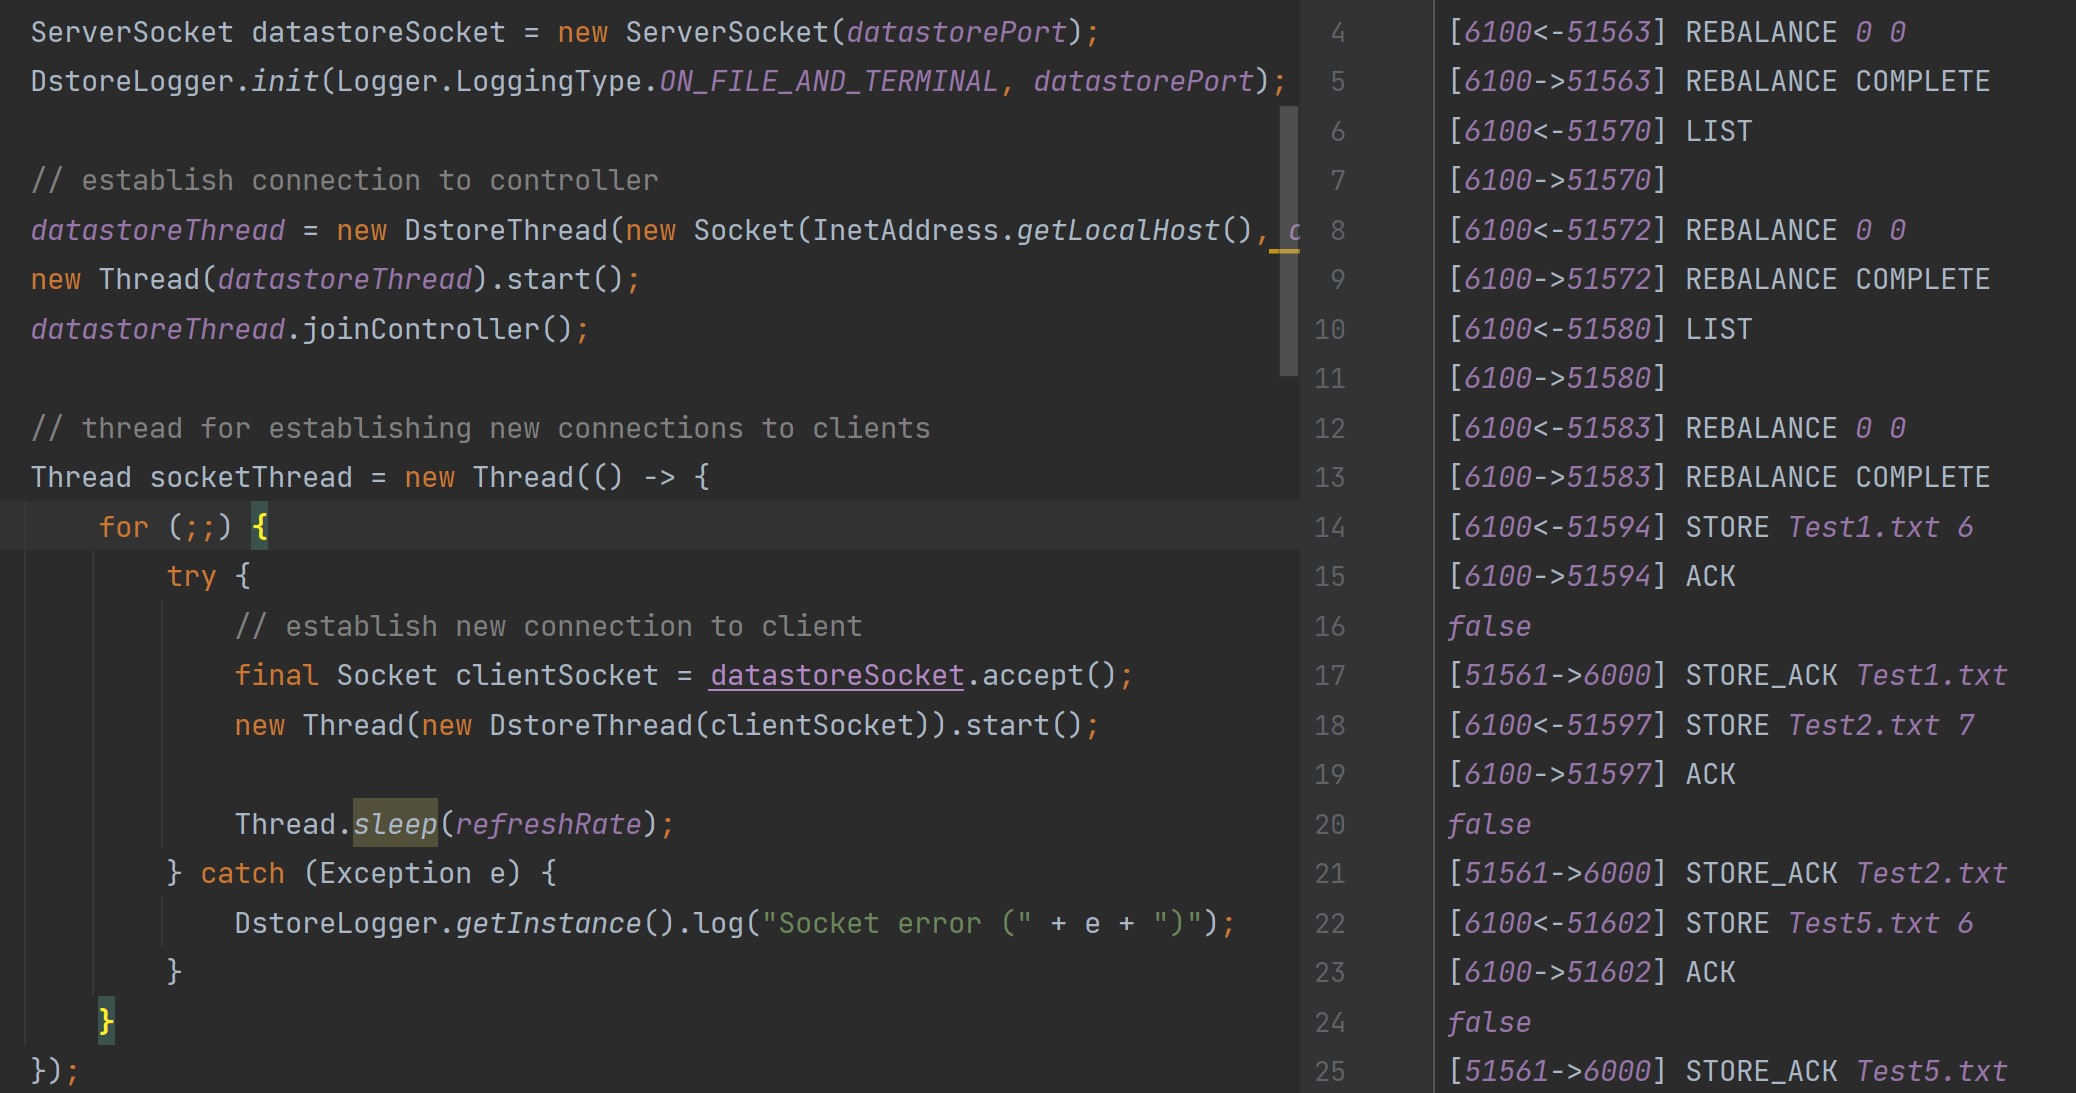 ServerSocket datastoreSocket = new ServerSocket(datastorePort);
DstoreLogger.init(Logger.LoggingType.ON_FILE_AND_TERMINAL, datastorePort);
// establish connection to controller
datastoreThread = new DstoreThread(new Socket(InetAddress.getLocalHost(),
new Thread(datastoreThread).start();
datastoreThread.joinController();
// thread for establishing new connections to clients
Thread socketThread = new Thread(() -> {
for (;;) {
try {
// establish new connection to client
final Socket clientSocket = datastoreSocket.accept();
new Thread(new DstoreThread(clientSocket)).start();
Thread.sleep(refreshRate);
} catch (Exception e) {
DstoreLogger.getInstance().log("Socket error (" + e + ")");
}
}
});
4 [6100<-51563] REBALANCE 0 0
5 [6100->51563] REBALANCE COMPLETE
6 [6100<-51570] LIST
7 [6100->51570]
8 [6100<-51572] REBALANCE 0 0
9 [6100->51572] REBALANCE COMPLETE
10 [6100<-51580] LIST
11 [6100->51580]
12 [6100<-51583] REBALANCE 0 0
13 [6100->51583] REBALANCE COMPLETE
14 [6100<-51594] STORE Test1.txt 6
15 [6100->51594] ACK
16 false
17 [51561->6000] STORE_ACK Test1.txt
18 [6100<-51597] STORE Test2.txt 7
19 [6100->51597] ACK
20 false
21 [51561->6000] STORE_ACK Test2.txt
22 [6100<-51602] STORE Test5.txt 6
23 [6100->51602] ACK
24 false
25 [51561->6000] STORE_ACK Test5.txt